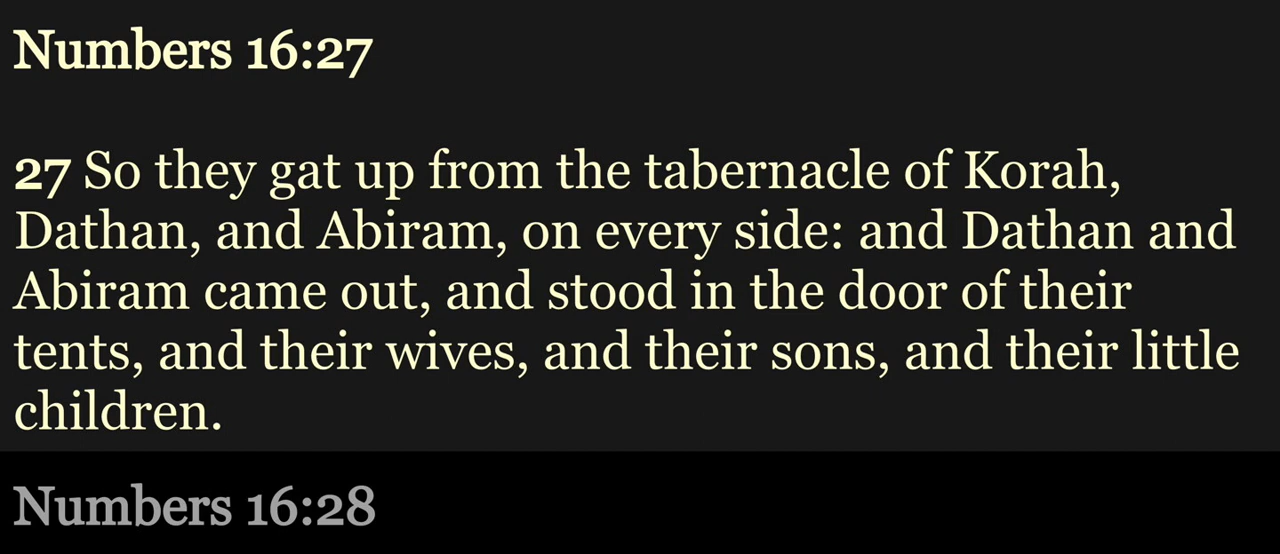 Numbers 16:27
27 So they gat up from the tabernacle of Korah,
Dathan, and Abiram, on every side: and Dathan and
Abiram came out, and stood in the door of their
tents, and their wives, and their sons, and their little
children.
Numbers 16:28